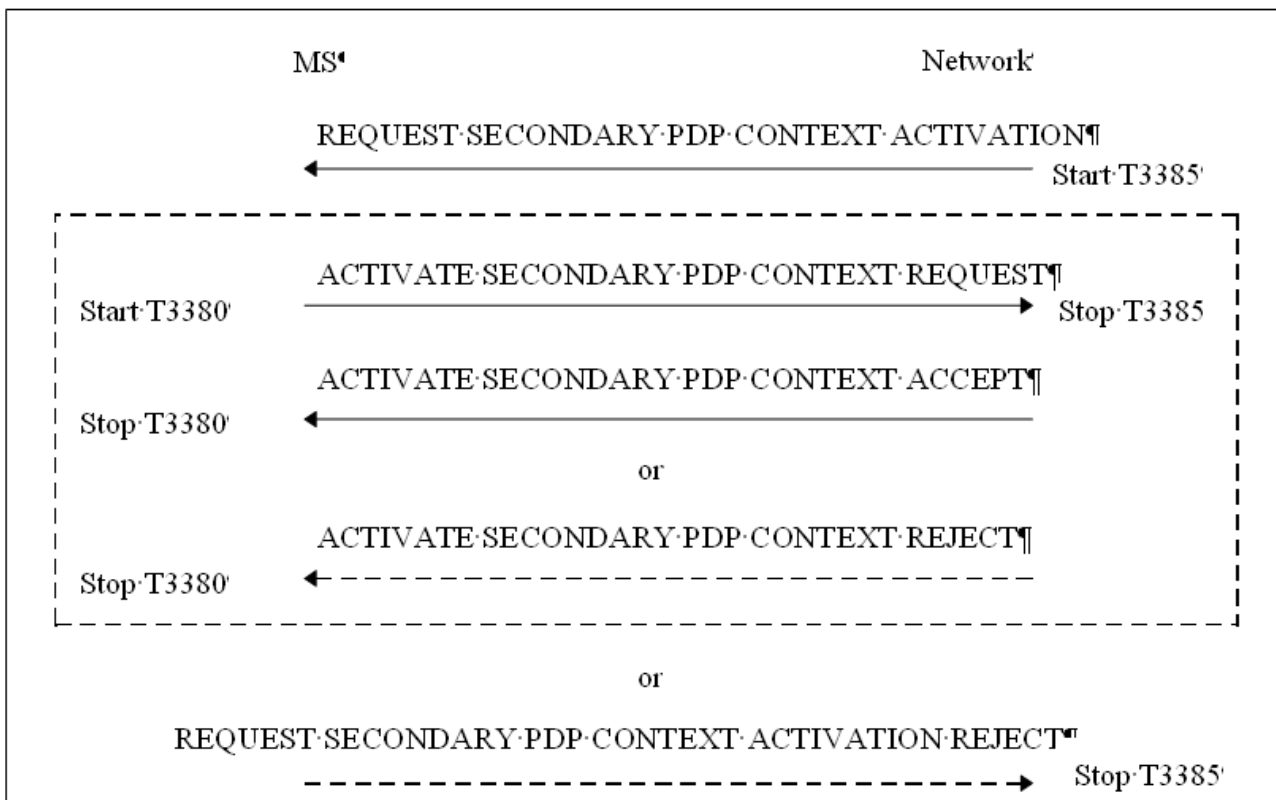 MS Network
REQUEST SECONDARY PDP CONTEXT ACTIVATION¶
Start T3385
ACTIVATE SECONDARY PDP CONTEXT REQUEST¶
Start T3380 Stop T3385
ACTIVATE SECONDARY PDP CONTEXT ACCEPT¶
Stop T3380
or
ACTIVATE SECONDARY PDP CONTEXT REJECT¶
Stop T3380
or
REQUEST SECONDARY PDP CONTEXT ACTIVATION REJECT¶
Stop T3385